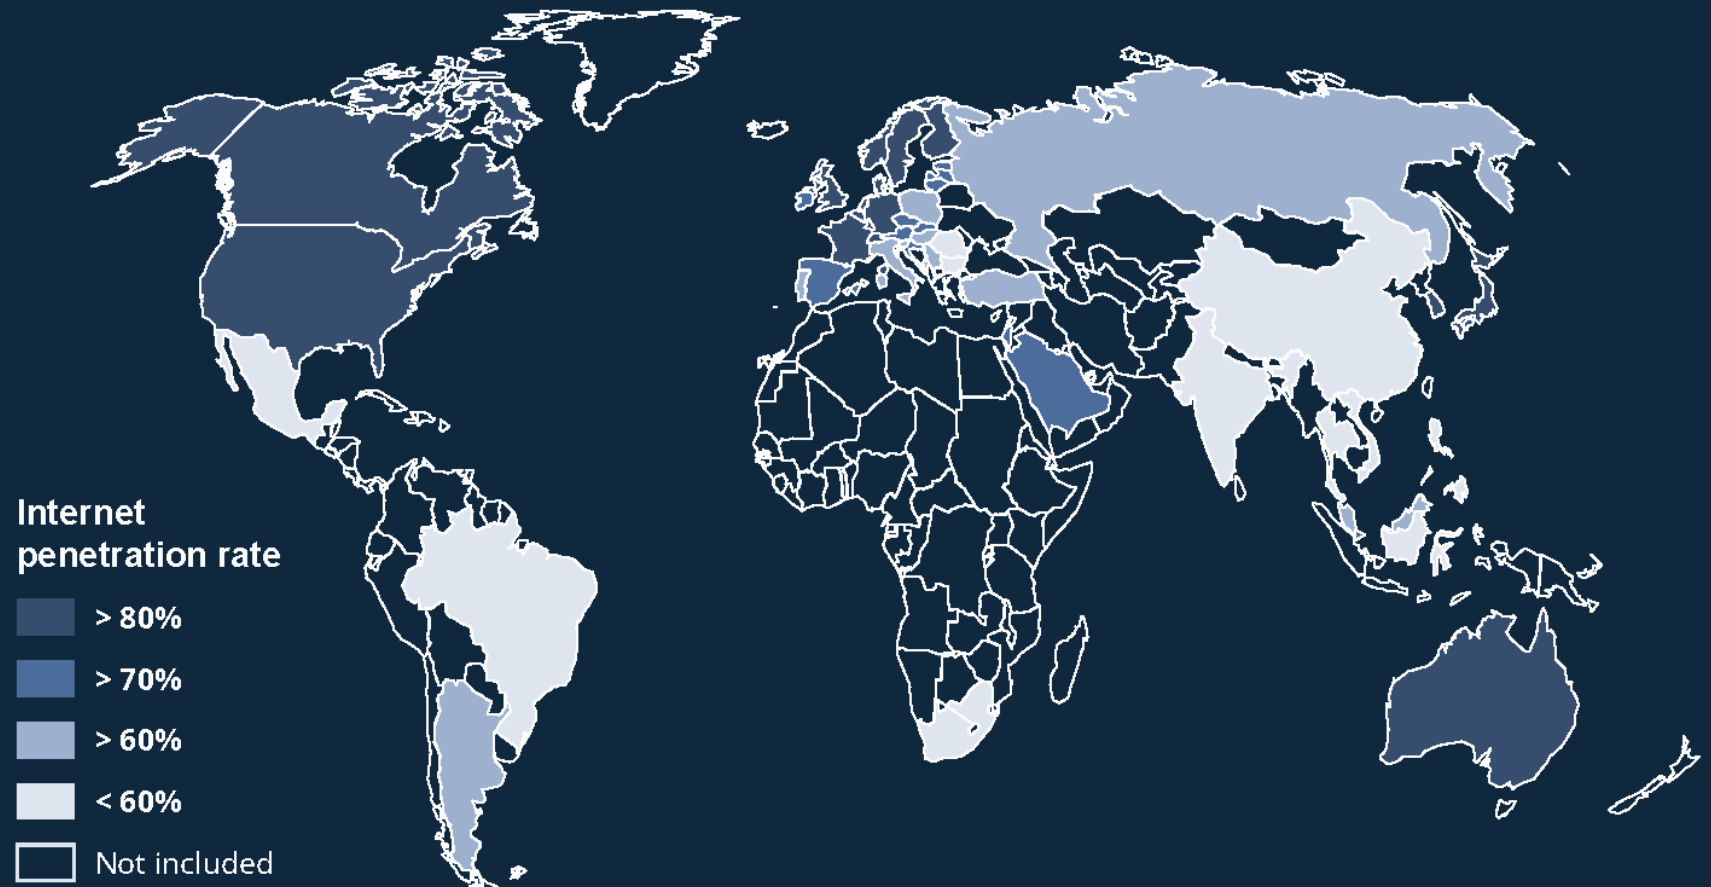 Internet
penetration rate
> 80%
> 70%
> 60%
< 60%
Not included